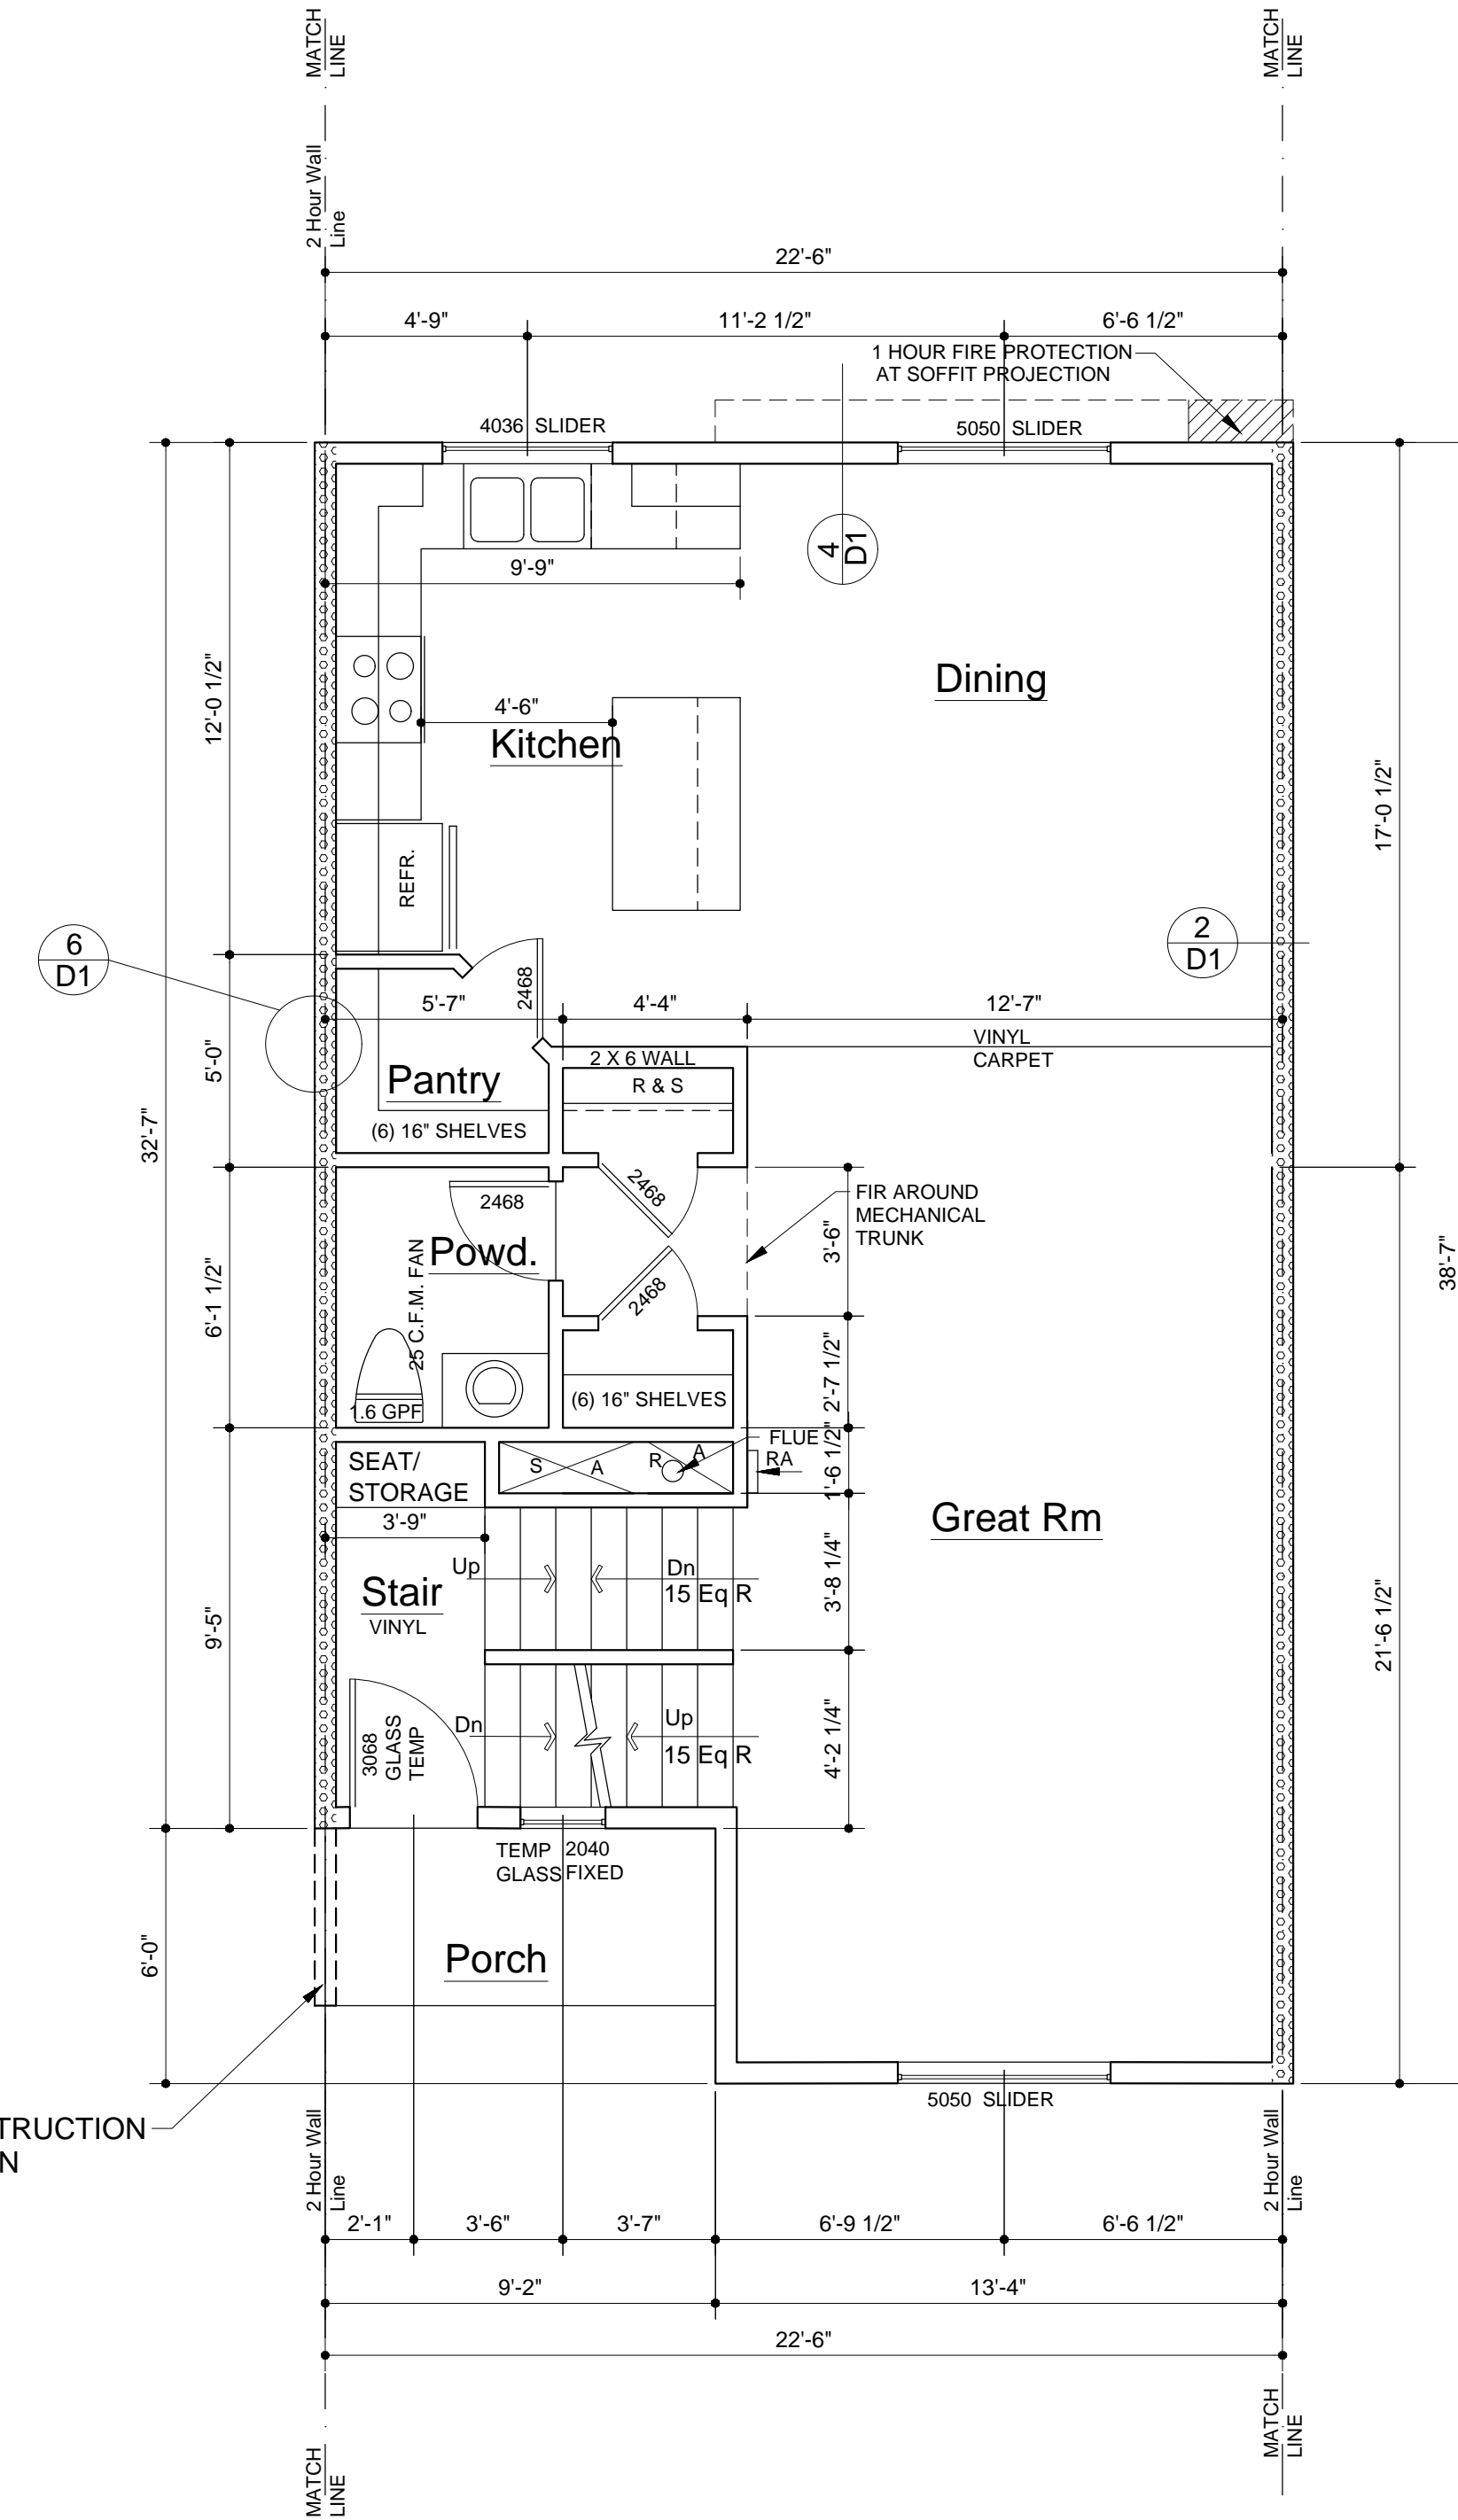 MATCH
LINE
MATCH
LINE
2 Hour Wall
Line
22'-6"
4'-9"
11'-2 1/2"
6'-6 1/2"
1 HOUR FIRE PROTECTION
AT SOFFIT PROJECTION
4036 SLIDER
5050 SLIDER
4
D1
9'-9"
12'-0 1/2"
Dining
4'-6"
Kitchen
17'-0 1/2"
REFR.
6
D1
2
D1
2468
5'-7"
4'-4"
12'-7"
VINYL
CARPET
5'-0"
2 X 6 WALL
R & S
Pantry
(6) 16" SHELVES
32'-7"
2468
2468
FIR AROUND
MECHANICAL
TRUNK
3'-6"
38'-7"
Powd.
25 C.F.M. FAN
6'-1 1/2"
2468
2'-7 1/2"
1.6 GPF
(6) 16" SHELVES
SEAT/
STORAGE
S
A
R
A
FLUE
RA
1'-6 1/2"
3'-9"
Great Rm
Up
Dn
15 Eq R
3'-8 1/4"
Stair
VINYL
9'-5"
21'-6 1/2"
3068
GLASS
TEMP
Dn
Up
15 Eq R
4'-2 1/4"
TEMP
GLASS
2040
FIXED
6'-0"
Porch
5050 SLIDER
TRUCTION
N
2 Hour Wall
Line
2 Hour Wall
Line
2'-1"
3'-6"
3'-7"
6'-9 1/2"
6'-6 1/2"
9'-2"
13'-4"
22'-6"
MATCH
LINE
MATCH
LINE